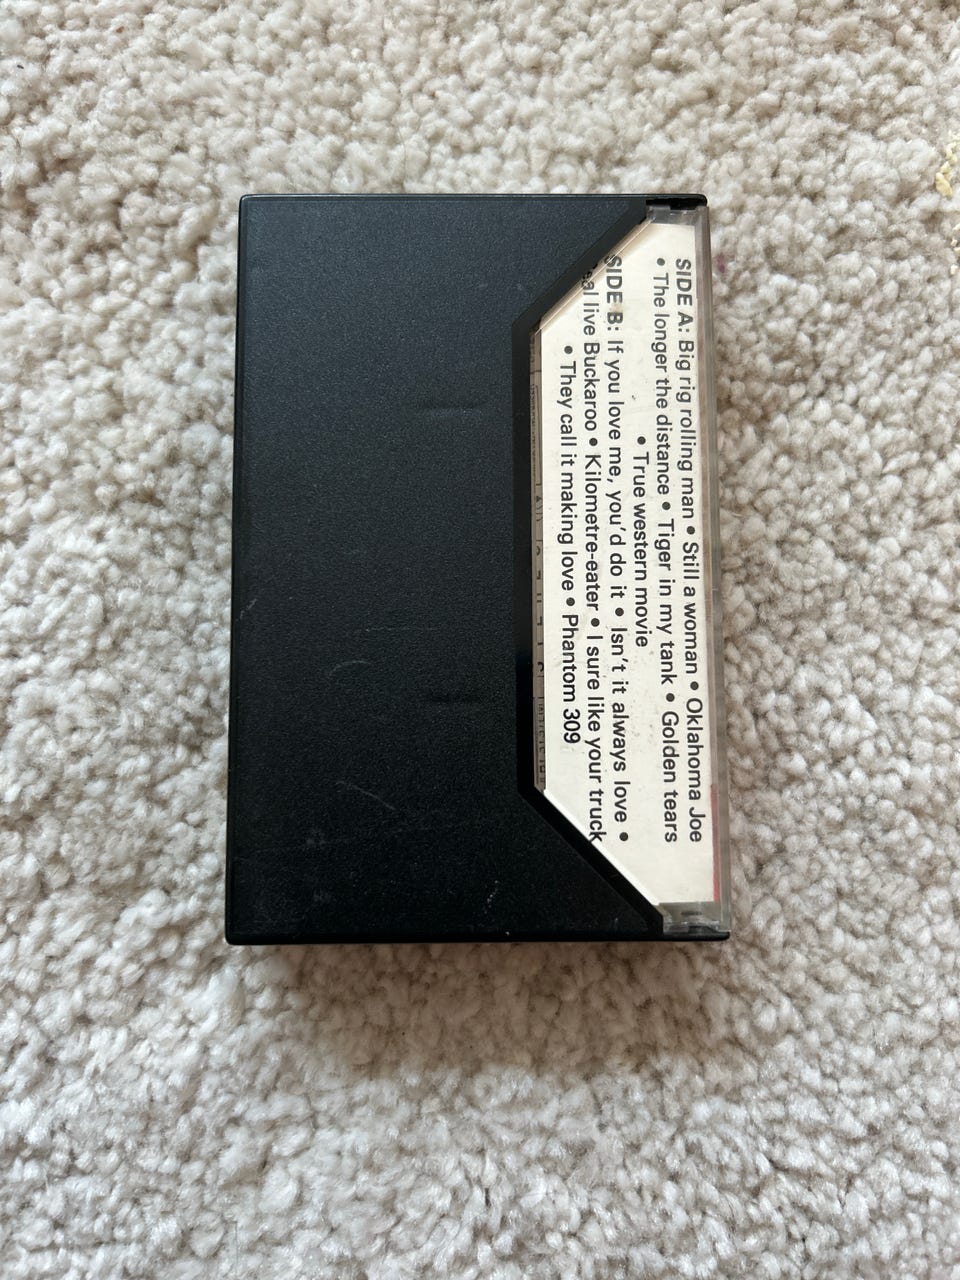 SIDE A: Big rig rolling man • Still a woman • Oklahoma Joe
• The longer the distance • Tiger in my tank • Golden tears
• True western movie
SIDE B: If you love me, you'd do it • Isn't it always love •
live Buckaroo • Kilometre-eater • I sure like your truck
• They call it making love • Phantom 309